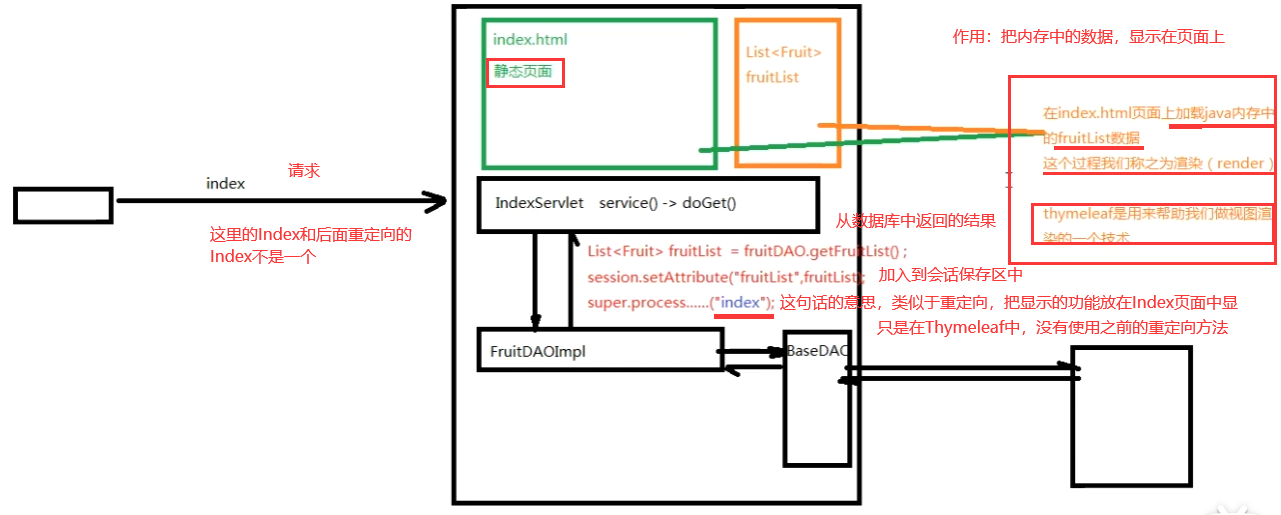 index.html
静态页面
List<Fruit>
fruitList
作用：把内存中的数据，显示在页面上
在index.html页面上加载java内存中
的fruitList数据
这个过程我们称之为渲染（render）
thymeleaf是用来帮助我们做视图渲
染的一个技术
请求
index
这里的Index和后面重定向的
Index不是一个
IndexServlet service() -> doGet()
从数据库中返回的结果
List<Fruit> fruitList = fruitDAO.getFruitList() ;
session.setAttribute("fruitList",fruitList);
加入到会话保存区中
super.process......("index");
这句话的意思，类似于重定向，把显示的功能放在Index页面中显
只是在Thymeleaf中，没有使用之前的重定向方法
FruitDAOImpl
BaseDAO